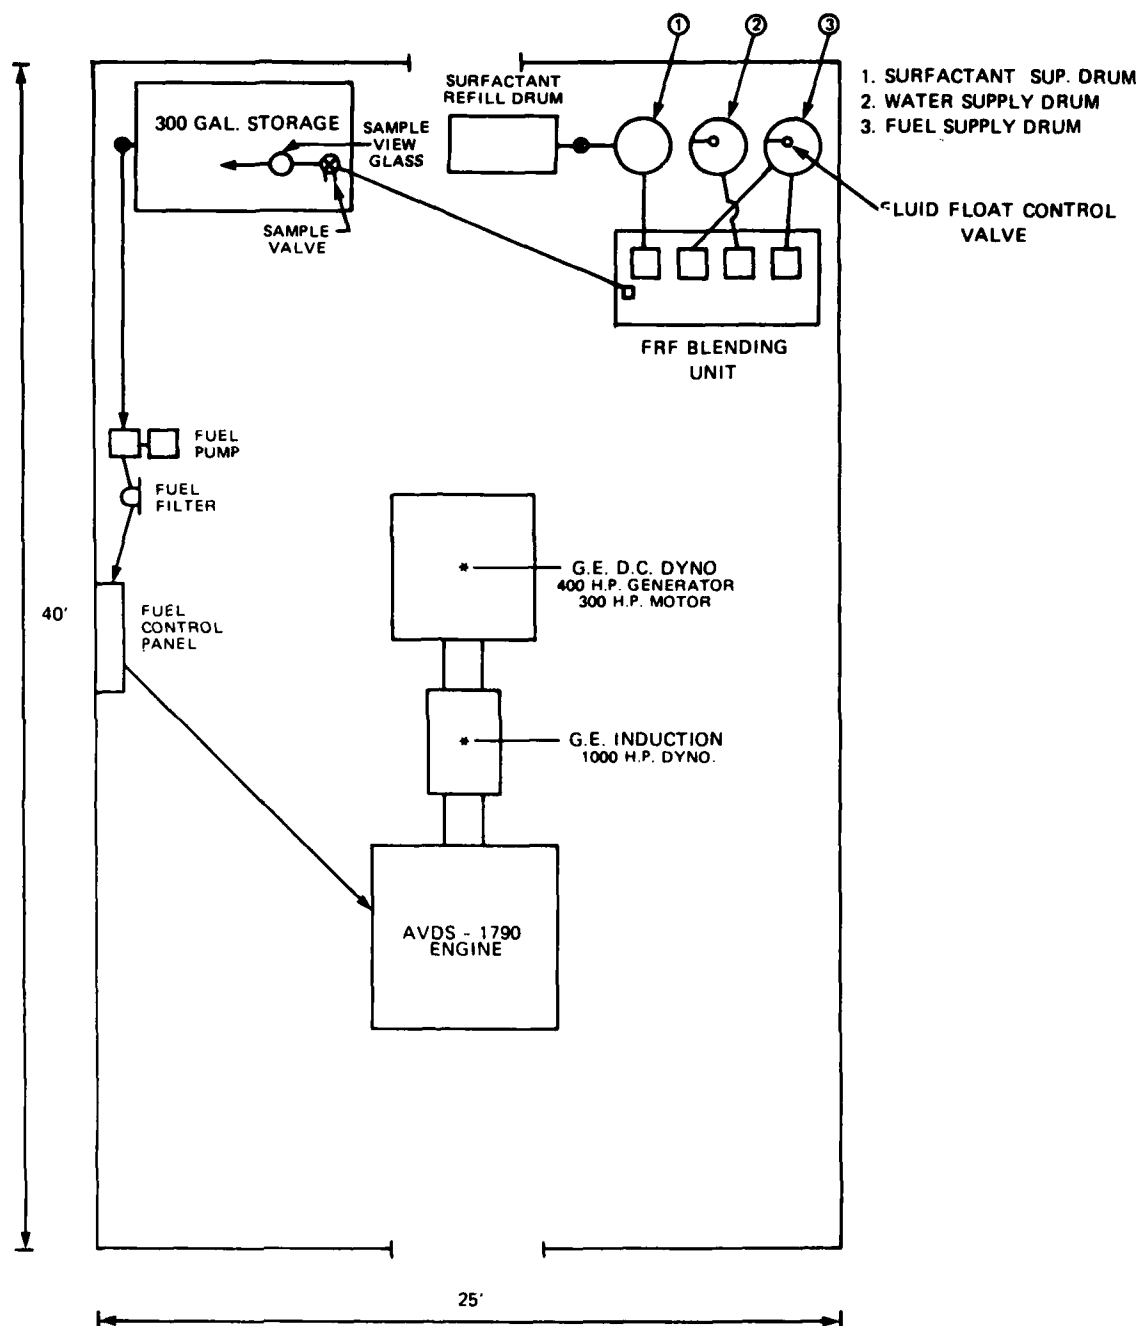 1
2
3
1. SURFACTANT SUP. DRUM
2. WATER SUPPLY DRUM
3. FUEL SUPPLY DRUM
SURFACTANT
REFILL DRUM
300 GAL. STORAGE
SAMPLE
VIEW
GLASS
SAMPLE
VALVE
FLUID FLOAT CONTROL
VALVE
FRF BLENDING
UNIT
FUEL
PUMP
FUEL
FILTER
G.E. D.C. DYNO
400 H.P. GENERATOR
300 H.P. MOTOR
40'
FUEL
CONTROL
PANEL
G.E. INDUCTION
1000 H.P. DYNO.
AVDS - 1790
ENGINE
25'